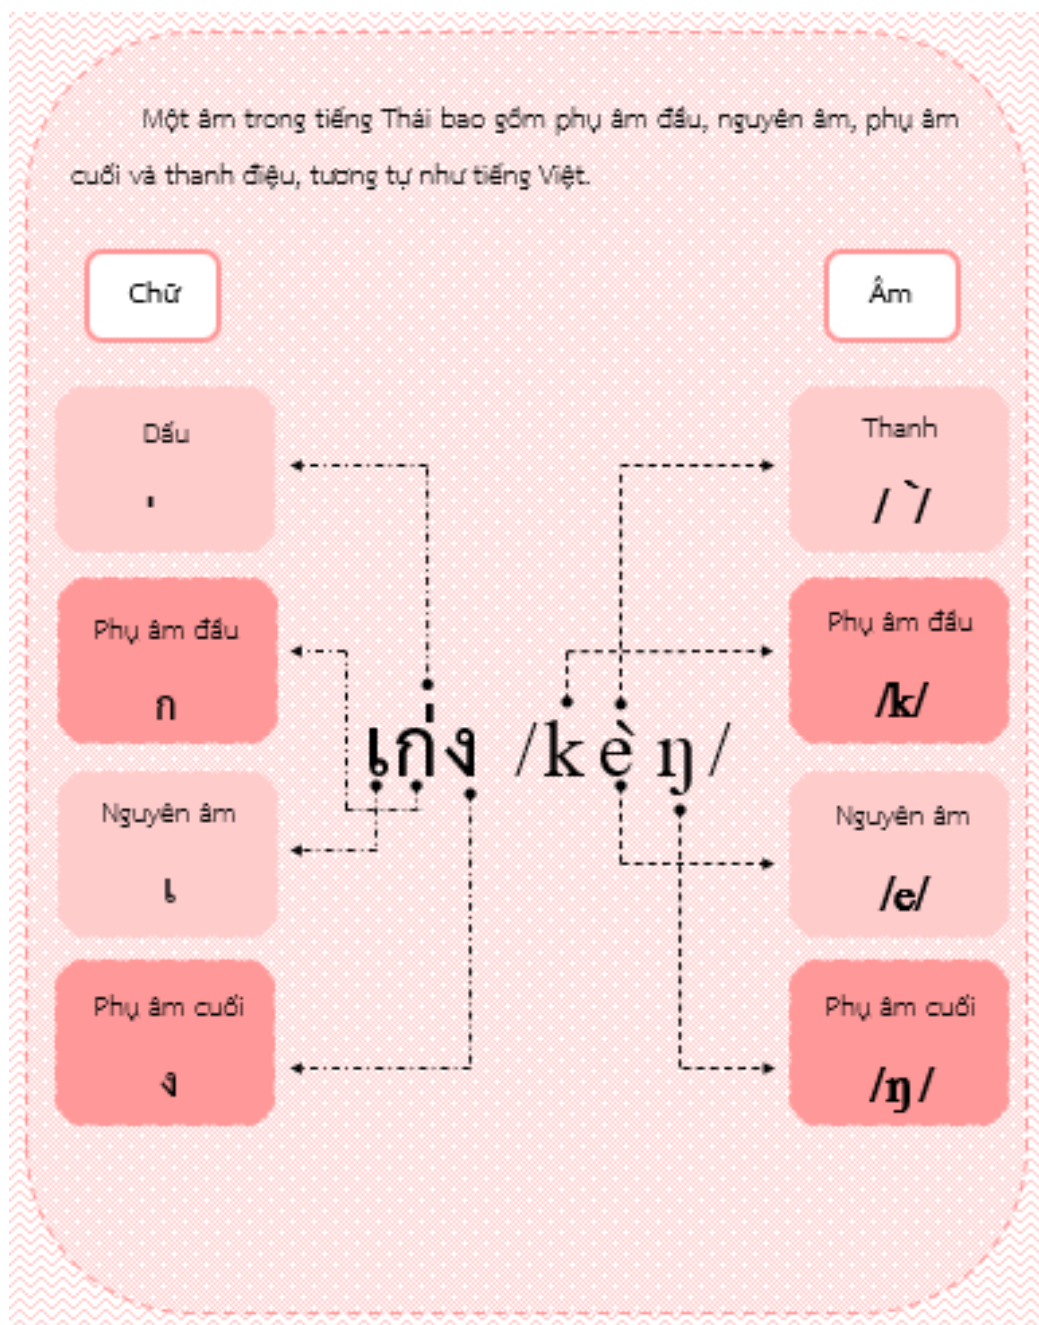 Một âm trong tiếng Thái bao gồm phụ âm đầu, nguyên âm, phụ âm
cuối và thanh điệu, tương tự như tiếng Việt.
Chữ
Âm
Dấu
'
Thanh
/ ̀/
Phụ âm đầu
ก
Phụ âm đầu
/k/
เก่ง /kèŋ/
Nguyên âm
เ
Nguyên âm
/e/
Phụ âm cuối
ง
Phụ âm cuối
/ŋ/